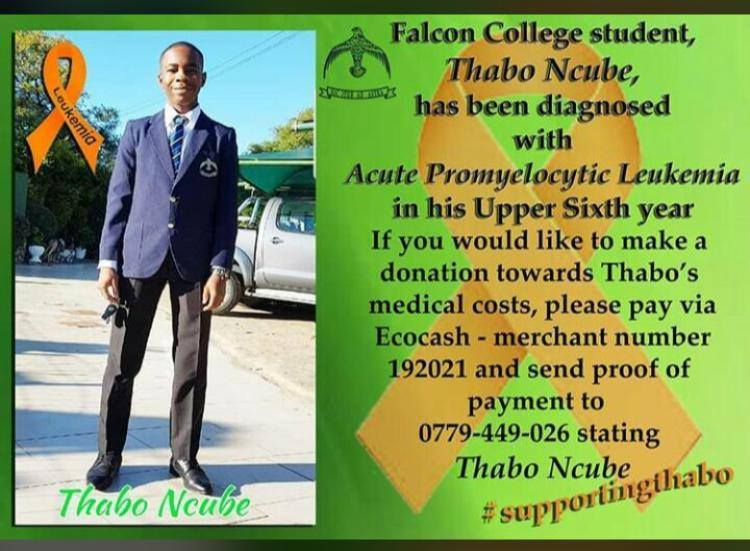 Leukemia
Thabo Ncube
Falcon College student,
Thabo Ncube,
has been diagnosed
with
Acute Promyelocytic Leukemia
in his Upper Sixth year
If you would like to make a
donation towards Thabo's
medical costs, please pay via
Ecocash - merchant number
192021 and send proof of
payment to
0779-449-026 stating
Thabo Ncube
#supportingthabo